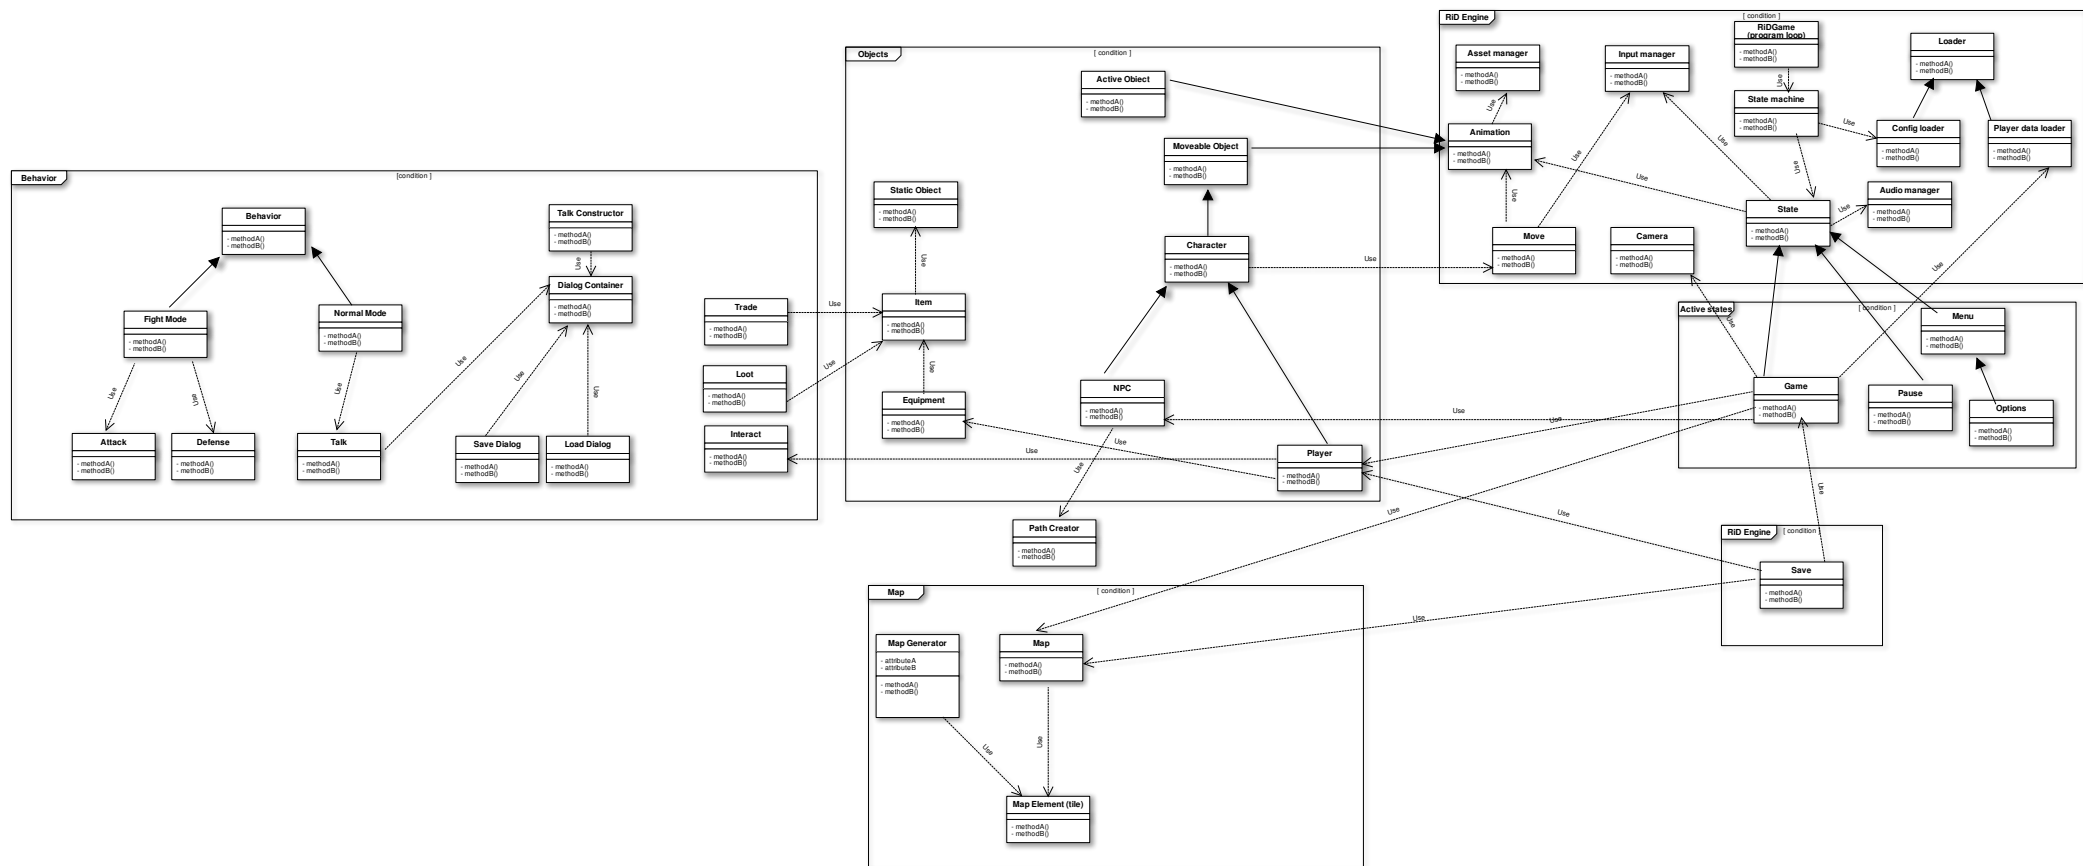 RiD Engine
[ condition ]
RiDGame
(program loop)
- methodA()
- methodB()
Asset manager
- methodA()
- methodB()
Input manager
- methodA()
- methodB()
Loader
- methodA()
- methodB()
Use
State machine
- methodA()
- methodB()
Use
Use
Animation
- methodA()
- methodB()
Config loader
- methodA()
- methodB()
Player data loader
- methodA()
- methodB()
Use
Use
Use
Use
Use
Audio manager
- methodA()
- methodB()
State
- methodA()
- methodB()
Use
Move
- methodA()
- methodB()
Camera
- methodA()
- methodB()
Use
Use
Objects
[ condition ]
Active Object
- methodA()
- methodB()
Moveable Object
- methodA()
- methodB()
Static Object
- methodA()
- methodB()
Use
Character
- methodA()
- methodB()
Use
Item
- methodA()
- methodB()
Use
Equipment
- methodA()
- methodB()
NPC
- methodA()
- methodB()
Use
Use
Use
Player
- methodA()
- methodB()
Use
Use
Behavior
[condition ]
Behavior
- methodA()
- methodB()
Talk Constructor
- methodA()
- methodB()
Use
Dialog Container
- methodA()
- methodB()
Fight Mode
- methodA()
- methodB()
Normal Mode
- methodA()
- methodB()
Trade
- methodA()
- methodB()
Use
Use
Use
Use
Use
Use
Use
Loot
- methodA()
- methodB()
Use
Attack
- methodA()
- methodB()
Defense
- methodA()
- methodB()
Talk
- methodA()
- methodB()
Save Dialog
- methodA()
- methodB()
Load Dialog
- methodA()
- methodB()
Interact
- methodA()
- methodB()
Active states
[ condition ]
Use
Menu
- methodA()
- methodB()
Game
- methodA()
- methodB()
Pause
- methodA()
- methodB()
Options
- methodA()
- methodB()
Use
Use
Use
Path Creator
- methodA()
- methodB()
RiD Engine
[ condition ]
Save
- methodA()
- methodB()
Use
Map
[ condition ]
Map Generator
- attributeA
- attributeB
- methodA()
- methodB()
Map
- methodA()
- methodB()
Use
Use
Map Element (tile)
- methodA()
- methodB()